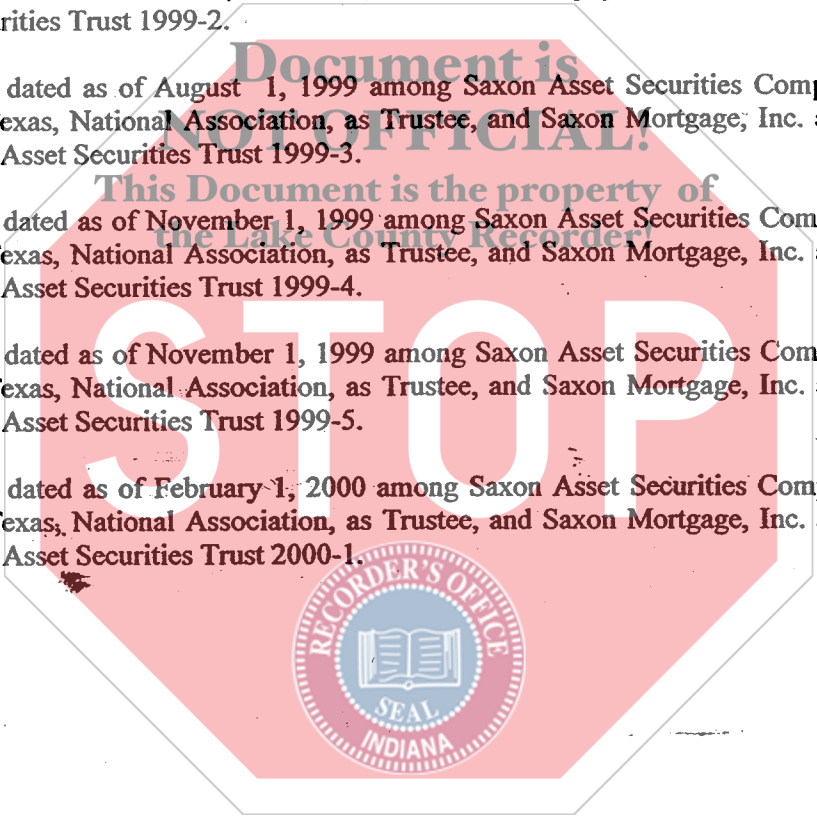 rities Trust 1999-2.
Document is
dated as of August 1, 1999 among Saxon Asset Securities Comp
exas, National Association, as Trustee, and Saxon Mortgage, Inc.
NOT OFFICIAL!
Asset Securities Trust 1999-3.
This Document is the property of
dated as of November 1, 1999 among Saxon Asset Securities Com
the Lake County Recorder!
exas, National Association, as Trustee, and Saxon Mortgage, Inc.
Asset Securities Trust 1999-4.
STOP
dated as of November 1, 1999 among Saxon Asset Securities Com
exas, National Association, as Trustee, and Saxon Mortgage, Inc.
Asset Securities Trust 1999-5.
dated as of February 1, 2000 among Saxon Asset Securities Com
exas, National Association, as Trustee, and Saxon Mortgage, Inc.
Asset Securities Trust 2000-1.
RECORDER'S OFFICE
SEAL
INDIANA